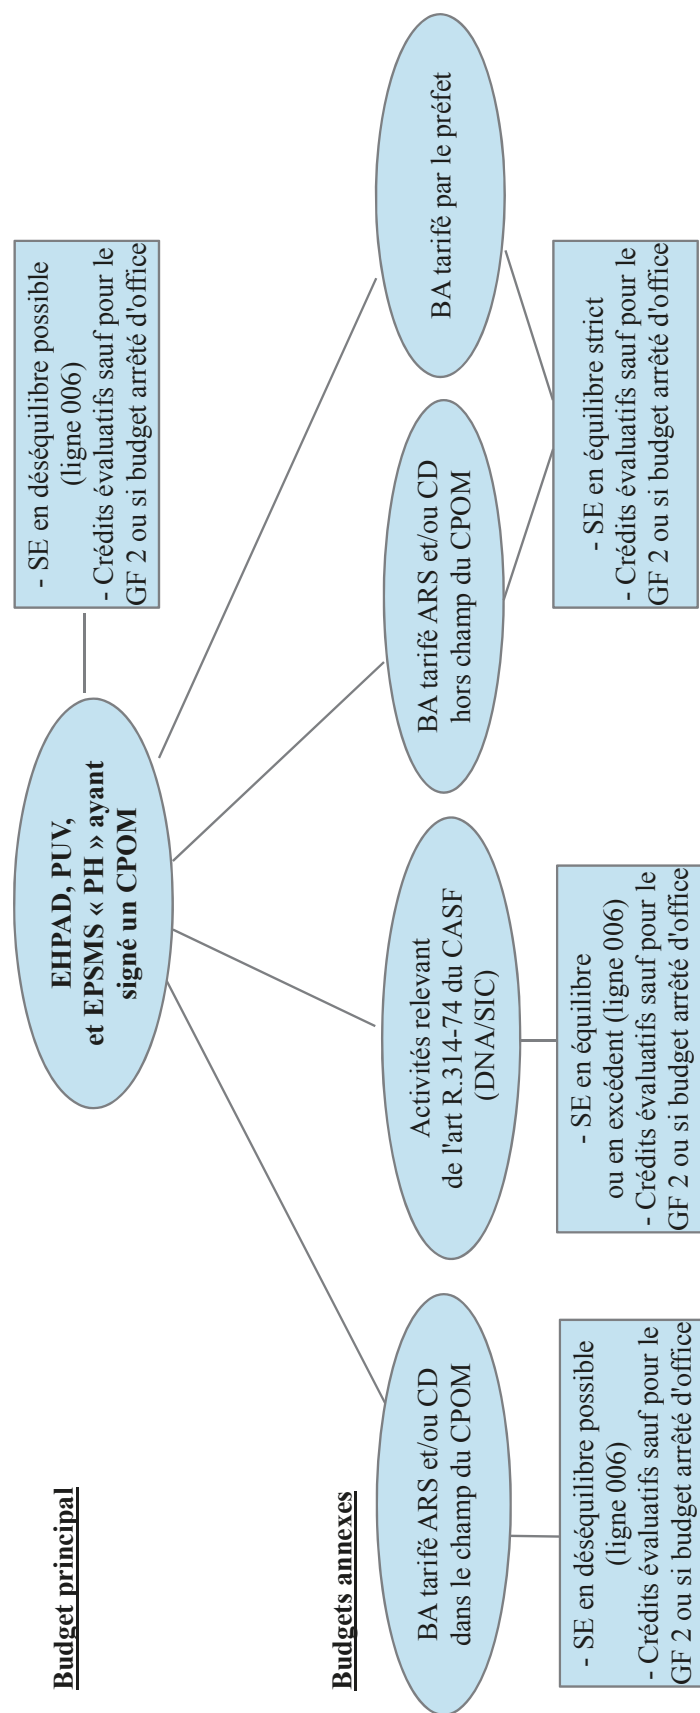 Budget principal
EHPAD, PUV,
et EPSMS « PH » ayant
signé un CPOM
- SE en déséquilibre possible
(ligne 006)
- Crédits évaluatifs sauf pour le
GF 2 ou si budget arrêté d'office
Budgets annexes
BA tarifé ARS et/ou CD
dans le champ du CPOM
Activités relevant
de l'art R.314-74 du CASF
(DNA/SIC)
BA tarifé ARS et/ou CD
hors champ du CPOM
BA tarifé par le préfet
- SE en déséquilibre possible
(ligne 006)
- Crédits évaluatifs sauf pour le
GF 2 ou si budget arrêté d'office
- SE en équilibre
ou en excédent (ligne 006)
- Crédits évaluatifs sauf pour le
GF 2 ou si budget arrêté d'office
- SE en équilibre strict
- Crédits évaluatifs sauf pour le
GF 2 ou si budget arrêté d'office